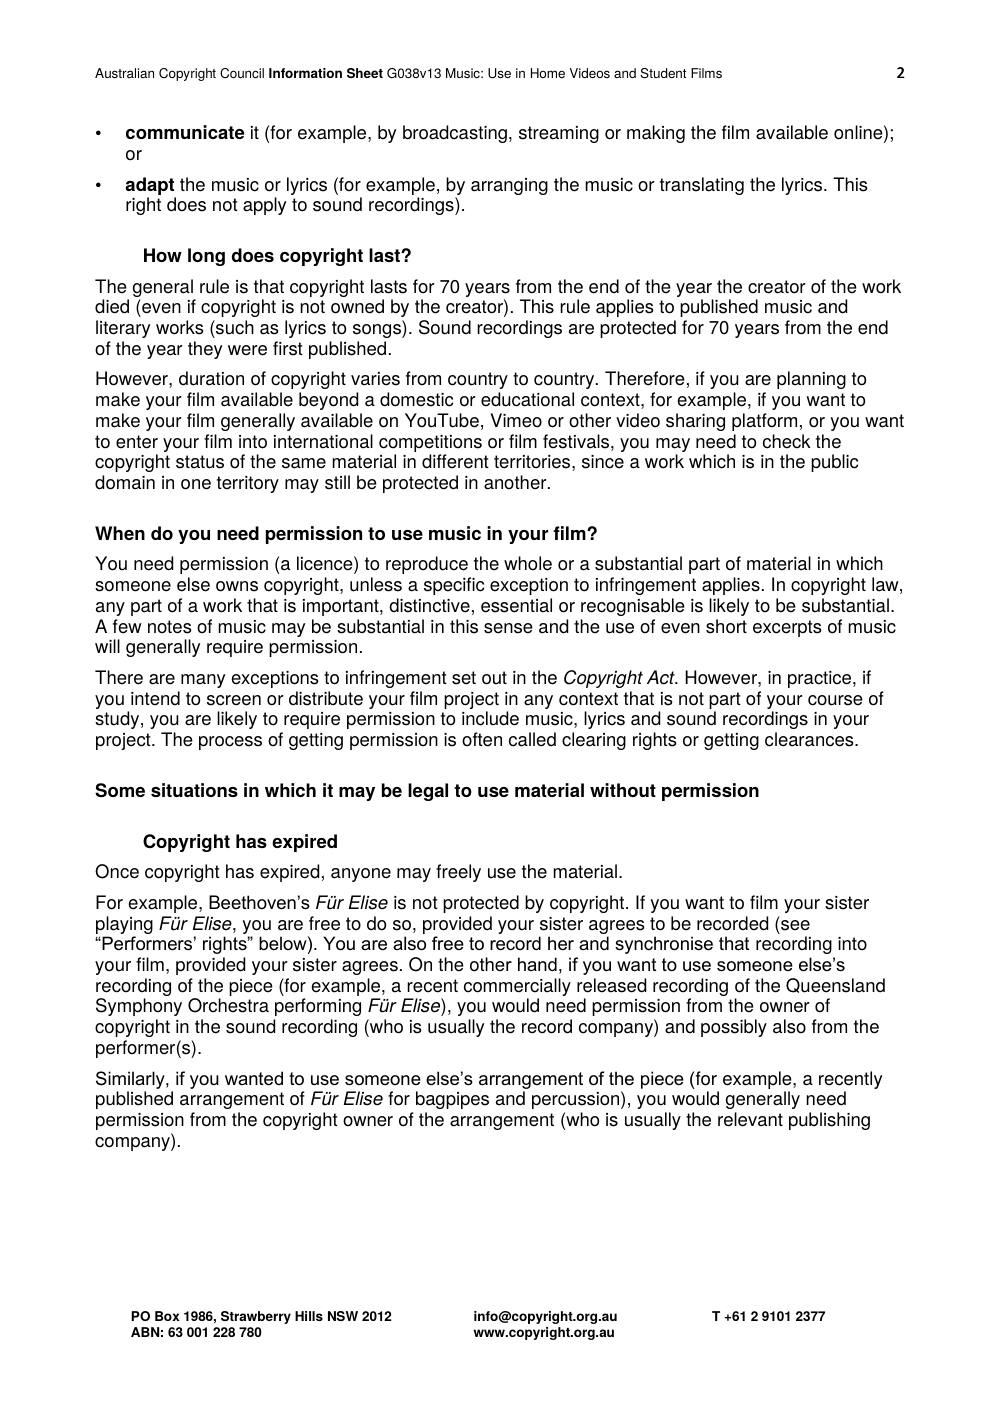 Australian Copyright Council Information Sheet G038v13 Music: Use in Home Videos and Student Films 2
• communicate it (for example, by broadcasting, streaming or making the film available online);
or
• adapt the music or lyrics (for example, by arranging the music or translating the lyrics. This
right does not apply to sound recordings).
How long does copyright last?
The general rule is that copyright lasts for 70 years from the end of the year the creator of the work
died (even if copyright is not owned by the creator). This rule applies to published music and
literary works (such as lyrics to songs). Sound recordings are protected for 70 years from the end
of the year they were first published.
However, duration of copyright varies from country to country. Therefore, if you are planning to
make your film available beyond a domestic or educational context, for example, if you want to
make your film generally available on YouTube, Vimeo or other video sharing platform, or you want
to enter your film into international competitions or film festivals, you may need to check the
copyright status of the same material in different territories, since a work which is in the public
domain in one territory may still be protected in another.
When do you need permission to use music in your film?
You need permission (a licence) to reproduce the whole or a substantial part of material in which
someone else owns copyright, unless a specific exception to infringement applies. In copyright law,
any part of a work that is important, distinctive, essential or recognisable is likely to be substantial.
A few notes of music may be substantial in this sense and the use of even short excerpts of music
will generally require permission.
There are many exceptions to infringement set out in the Copyright Act. However, in practice, if
you intend to screen or distribute your film project in any context that is not part of your course of
study, you are likely to require permission to include music, lyrics and sound recordings in your
project. The process of getting permission is often called clearing rights or getting clearances.
Some situations in which it may be legal to use material without permission
Copyright has expired
Once copyright has expired, anyone may freely use the material.
For example, Beethoven’s Für Elise is not protected by copyright. If you want to film your sister
playing Für Elise, you are free to do so, provided your sister agrees to be recorded (see
“Performers’ rights” below). You are also free to record her and synchronise that recording into
your film, provided your sister agrees. On the other hand, if you want to use someone else’s
recording of the piece (for example, a recent commercially released recording of the Queensland
Symphony Orchestra performing Für Elise), you would need permission from the owner of
copyright in the sound recording (who is usually the record company) and possibly also from the
performer(s).
Similarly, if you wanted to use someone else’s arrangement of the piece (for example, a recently
published arrangement of Für Elise for bagpipes and percussion), you would generally need
permission from the copyright owner of the arrangement (who is usually the relevant publishing
company).
PO Box 1986, Strawberry Hills NSW 2012 info@copyright.org.au T +61 2 9101 2377
ABN: 63 001 228 780 www.copyright.org.au